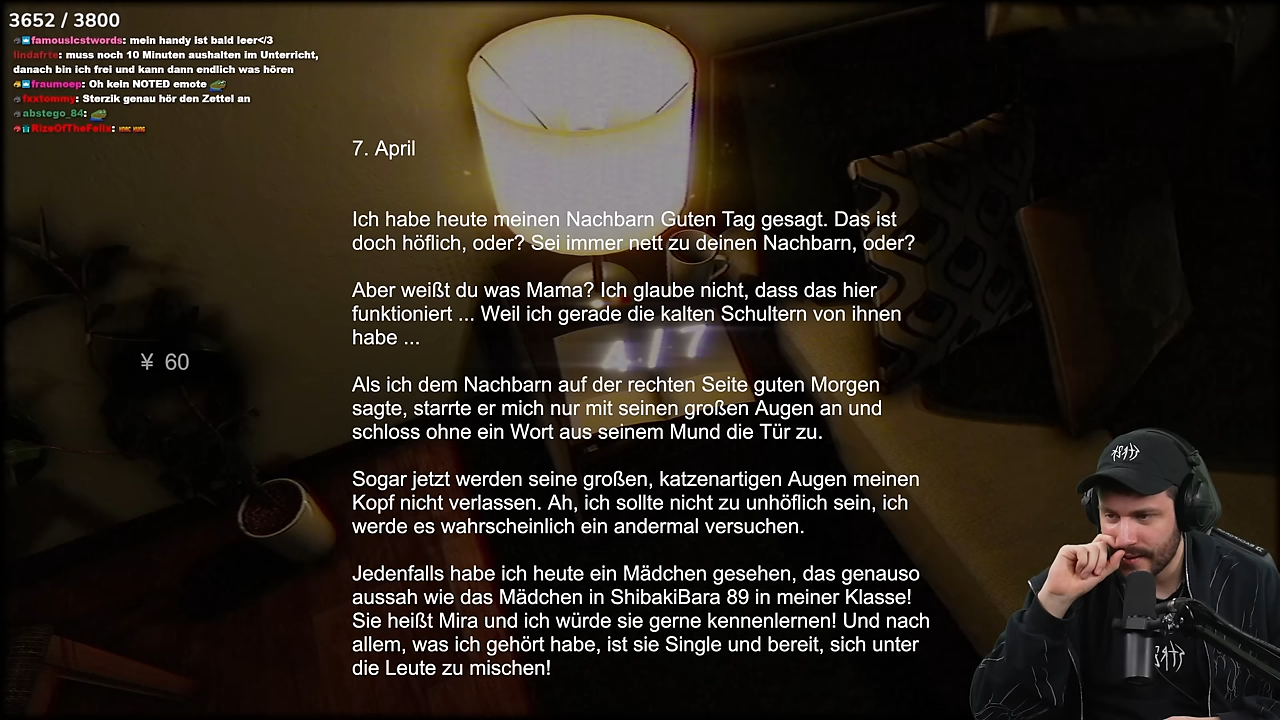 3652 / 3800
famouslcstwords: mein handy ist bald leer</3
lindafrte: muss noch 10 Minuten aushalten im Unterricht,
danach bin ich frei und kann dann endlich was hören
fraumoep: Oh kein NOTED emote
fxxtommy: Sterzik genau hör den Zettel an
abstego_84:
RizeOfTheFelix:
7. April
Ich habe heute meinen Nachbarn Guten Tag gesagt. Das ist
doch höflich, oder? Sei immer nett zu deinen Nachbarn, oder?
Aber weißt du was Mama? Ich glaube nicht, dass das hier
funktioniert ... Weil ich gerade die kalten Schultern von ihnen
habe ...
4/7
¥ 60
Als ich dem Nachbarn auf der rechten Seite guten Morgen
sagte, starrte er mich nur mit seinen großen Augen an und
schloss ohne ein Wort aus seinem Mund die Tür zu.
Sogar jetzt werden seine großen, katzenartigen Augen meinen
Kopf nicht verlassen. Ah, ich sollte nicht zu unhöflich sein, ich
werde es wahrscheinlich ein andermal versuchen.
Jedenfalls habe ich heute ein Mädchen gesehen, das genauso
aussah wie das Mädchen in ShibakiBara 89 in meiner Klasse!
Sie heißt Mira und ich würde sie gerne kennenlernen! Und nach
allem, was ich gehört habe, ist sie Single und bereit, sich unter
die Leute zu mischen!